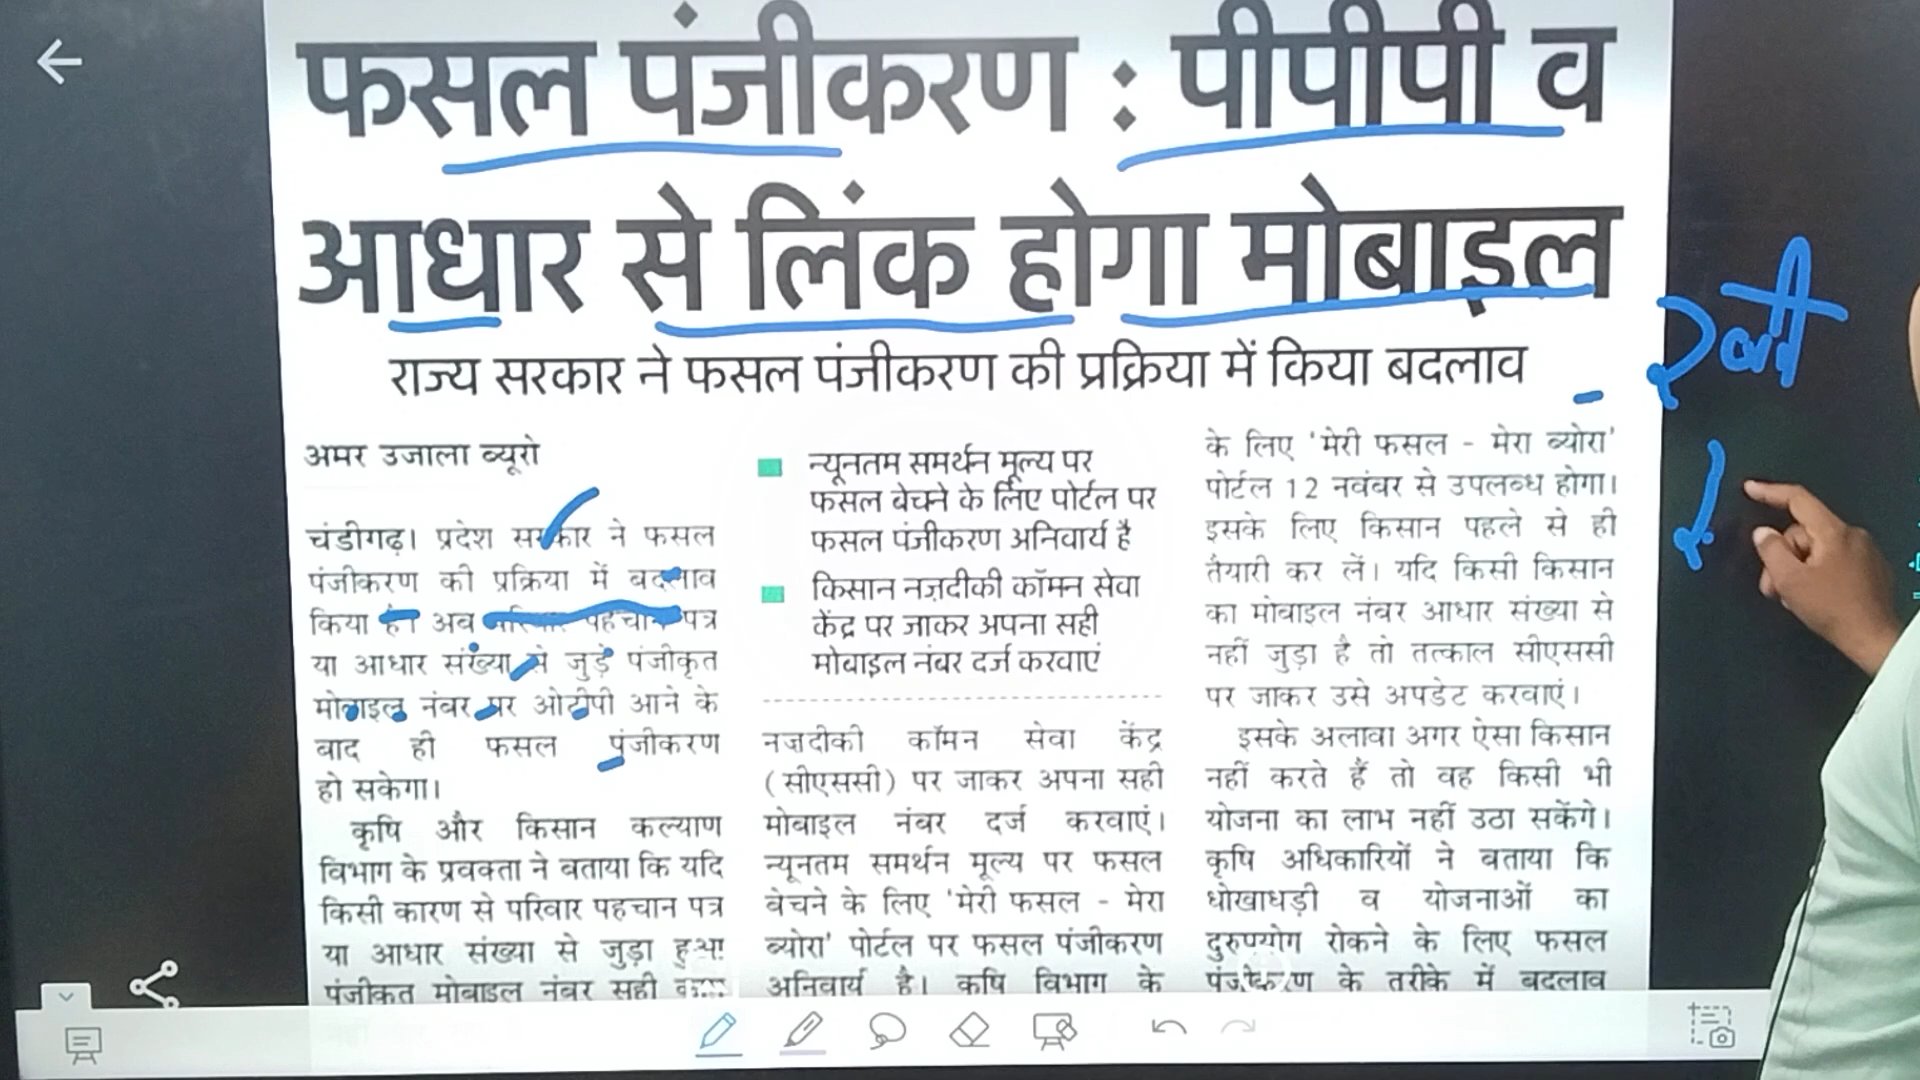 फसल पंजीकरण : पीपीपी व
आधार से लिंक होगा मोबाइल
राज्य सरकार ने फसल पंजीकरण की प्रक्रिया में किया बदलाव
अमर उजाला ब्यूरो
चंडीगढ़। प्रदेश सरकार ने फसल
पंजीकरण की प्रक्रिया में बदलाव
किया है। अब परिवार पहचान पत्र
या आधार संख्या से जुड़े पंजीकृत
मोबाइल नंबर पर ओटीपी आने के
बाद ही फसल पंजीकरण
हो सकेगा।
कृषि और किसान कल्याण
विभाग के प्रवक्ता ने बताया कि यदि
किसी कारण से परिवार पहचान पत्र
या आधार संख्या से जुड़ा हुआ
पंजीकृत मोबाइल नंबर सही
न्यूनतम समर्थन मूल्य पर
फसल बेचने के लिए पोर्टल पर
फसल पंजीकरण अनिवार्य है
किसान नज़दीकी कॉमन सेवा
केंद्र पर जाकर अपना सही
मोबाइल नंबर दर्ज करवाएं
नजदीकी कॉमन सेवा केंद्र
(सीएससी) पर जाकर अपना सही
मोबाइल नंबर दर्ज करवाएं।
न्यूनतम समर्थन मूल्य पर फसल
बेचने के लिए 'मेरी फसल - मेरा
ब्योरा' पोर्टल पर फसल पंजीकरण
अनिवार्य है। कृषि विभाग के
के लिए 'मेरी फसल - मेरा ब्योरा'
पोर्टल 12 नवंबर से उपलब्ध होगा।
इसके लिए किसान पहले से ही
तैयारी कर लें। यदि किसी किसान
का मोबाइल नंबर आधार संख्या से
नहीं जुड़ा है तो तत्काल सीएससी
पर जाकर उसे अपडेट करवाएं।
इसके अलावा अगर ऐसा किसान
नहीं करते हैं तो वह किसी भी
योजना का लाभ नहीं उठा सकेंगे।
कृषि अधिकारियों ने बताया कि
धोखाधड़ी व योजनाओं का
दुरुपयोग रोकने के लिए फसल
पंजीकरण के तरीके में बदलाव